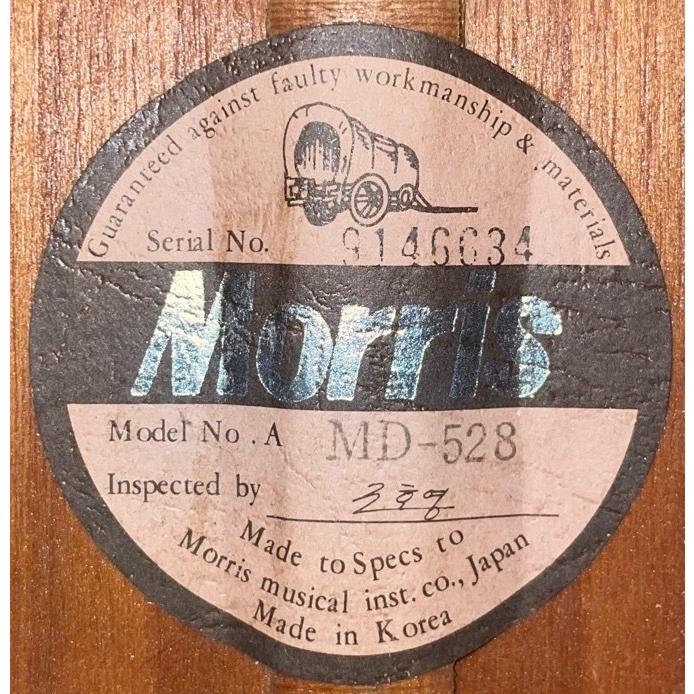 Guaranteed against faulty workmanship & materials
Serial No. 9146634
Morris
Model No . A MD-528
Inspected by
Made to Specs to
Morris musical inst. co., Japan
Made in Korea